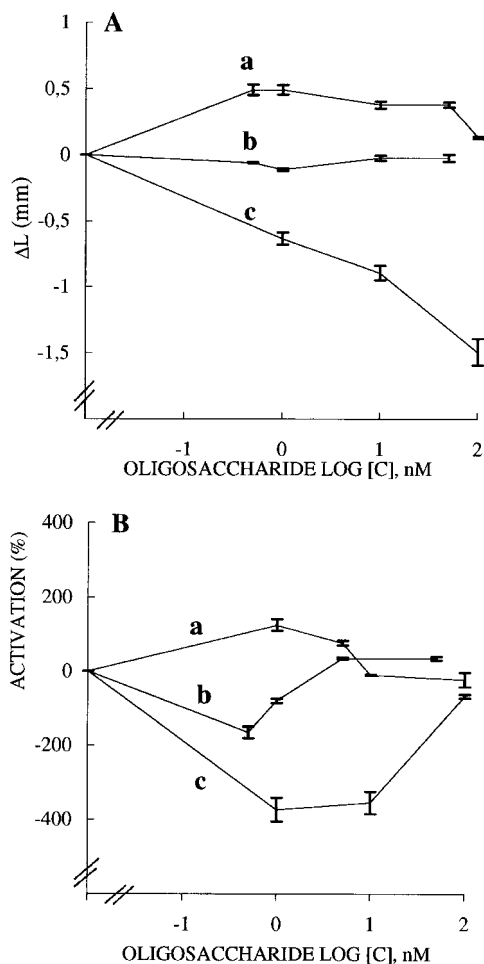 A
1
a
0,5
b
0
c
-0,5
-1
-1,5
ΔL (mm)
-1 0 1 2
OLIGOSACCHARIDE LOG [C], nM
B
400
200
a
0
b
-200
c
-400
ACTIVATION (%)
-1 0 1 2
OLIGOSACCHARIDE LOG [C], nM